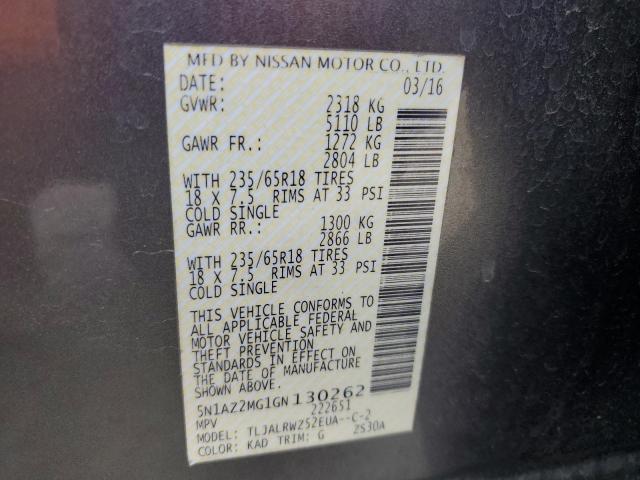 MFD BY NISSAN MOTOR CO., LTD.
DATE: 03/16
GVWR: 2318 KG
5110 LB
GAWR FR.: 1272 KG
2804 LB
WITH 235/65R18 TIRES
18 X 7.5 RIMS AT 33 PSI
COLD SINGLE
GAWR RR.: 1300 KG
2866 LB
WITH 235/65R18 TIRES
18 X 7.5 RIMS AT 33 PSI
COLD SINGLE
THIS VEHICLE CONFORMS TO
ALL APPLICABLE FEDERAL
MOTOR VEHICLE SAFETY AND
THEFT PREVENTION
STANDARDS IN EFFECT ON
THE DATE OF MANUFACTURE
SHOWN ABOVE.
5N1AZ2MG1GN130262
MPV 222651
MODEL: TLJALRWZ52EUA--C-2
COLOR: KAD TRIM: G ZS30A